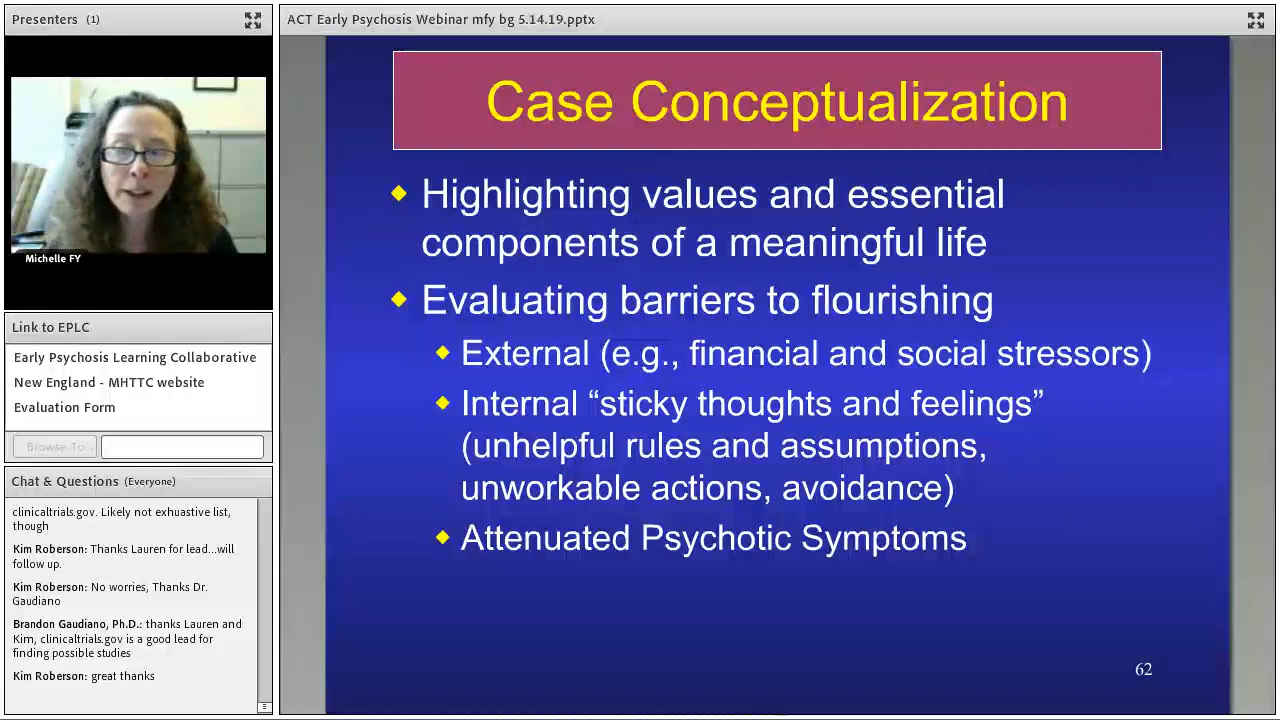 Presenters (1)
Michelle FY
Link to EPLC
Early Psychosis Learning Collaborative
New England - MHTTC website
Evaluation Form
Browse To...
Chat & Questions (Everyone)
clinicaltrials.gov. Likely not exhuastive list,
though
Kim Roberson: Thanks Lauren for lead...will
follow up.
Kim Roberson: No worries, Thanks Dr.
Gaudiano
Brandon Gaudiano, Ph.D.: thanks Lauren and
Kim, clinicaltrials.gov is a good lead for
finding possible studies
Kim Roberson: great thanks
ACT Early Psychosis Webinar mfy bg 5.14.19.pptx
Case Conceptualization
Highlighting values and essential
components of a meaningful life
Evaluating barriers to flourishing
External (e.g., financial and social stressors)
Internal “sticky thoughts and feelings”
(unhelpful rules and assumptions,
unworkable actions, avoidance)
Attenuated Psychotic Symptoms
62